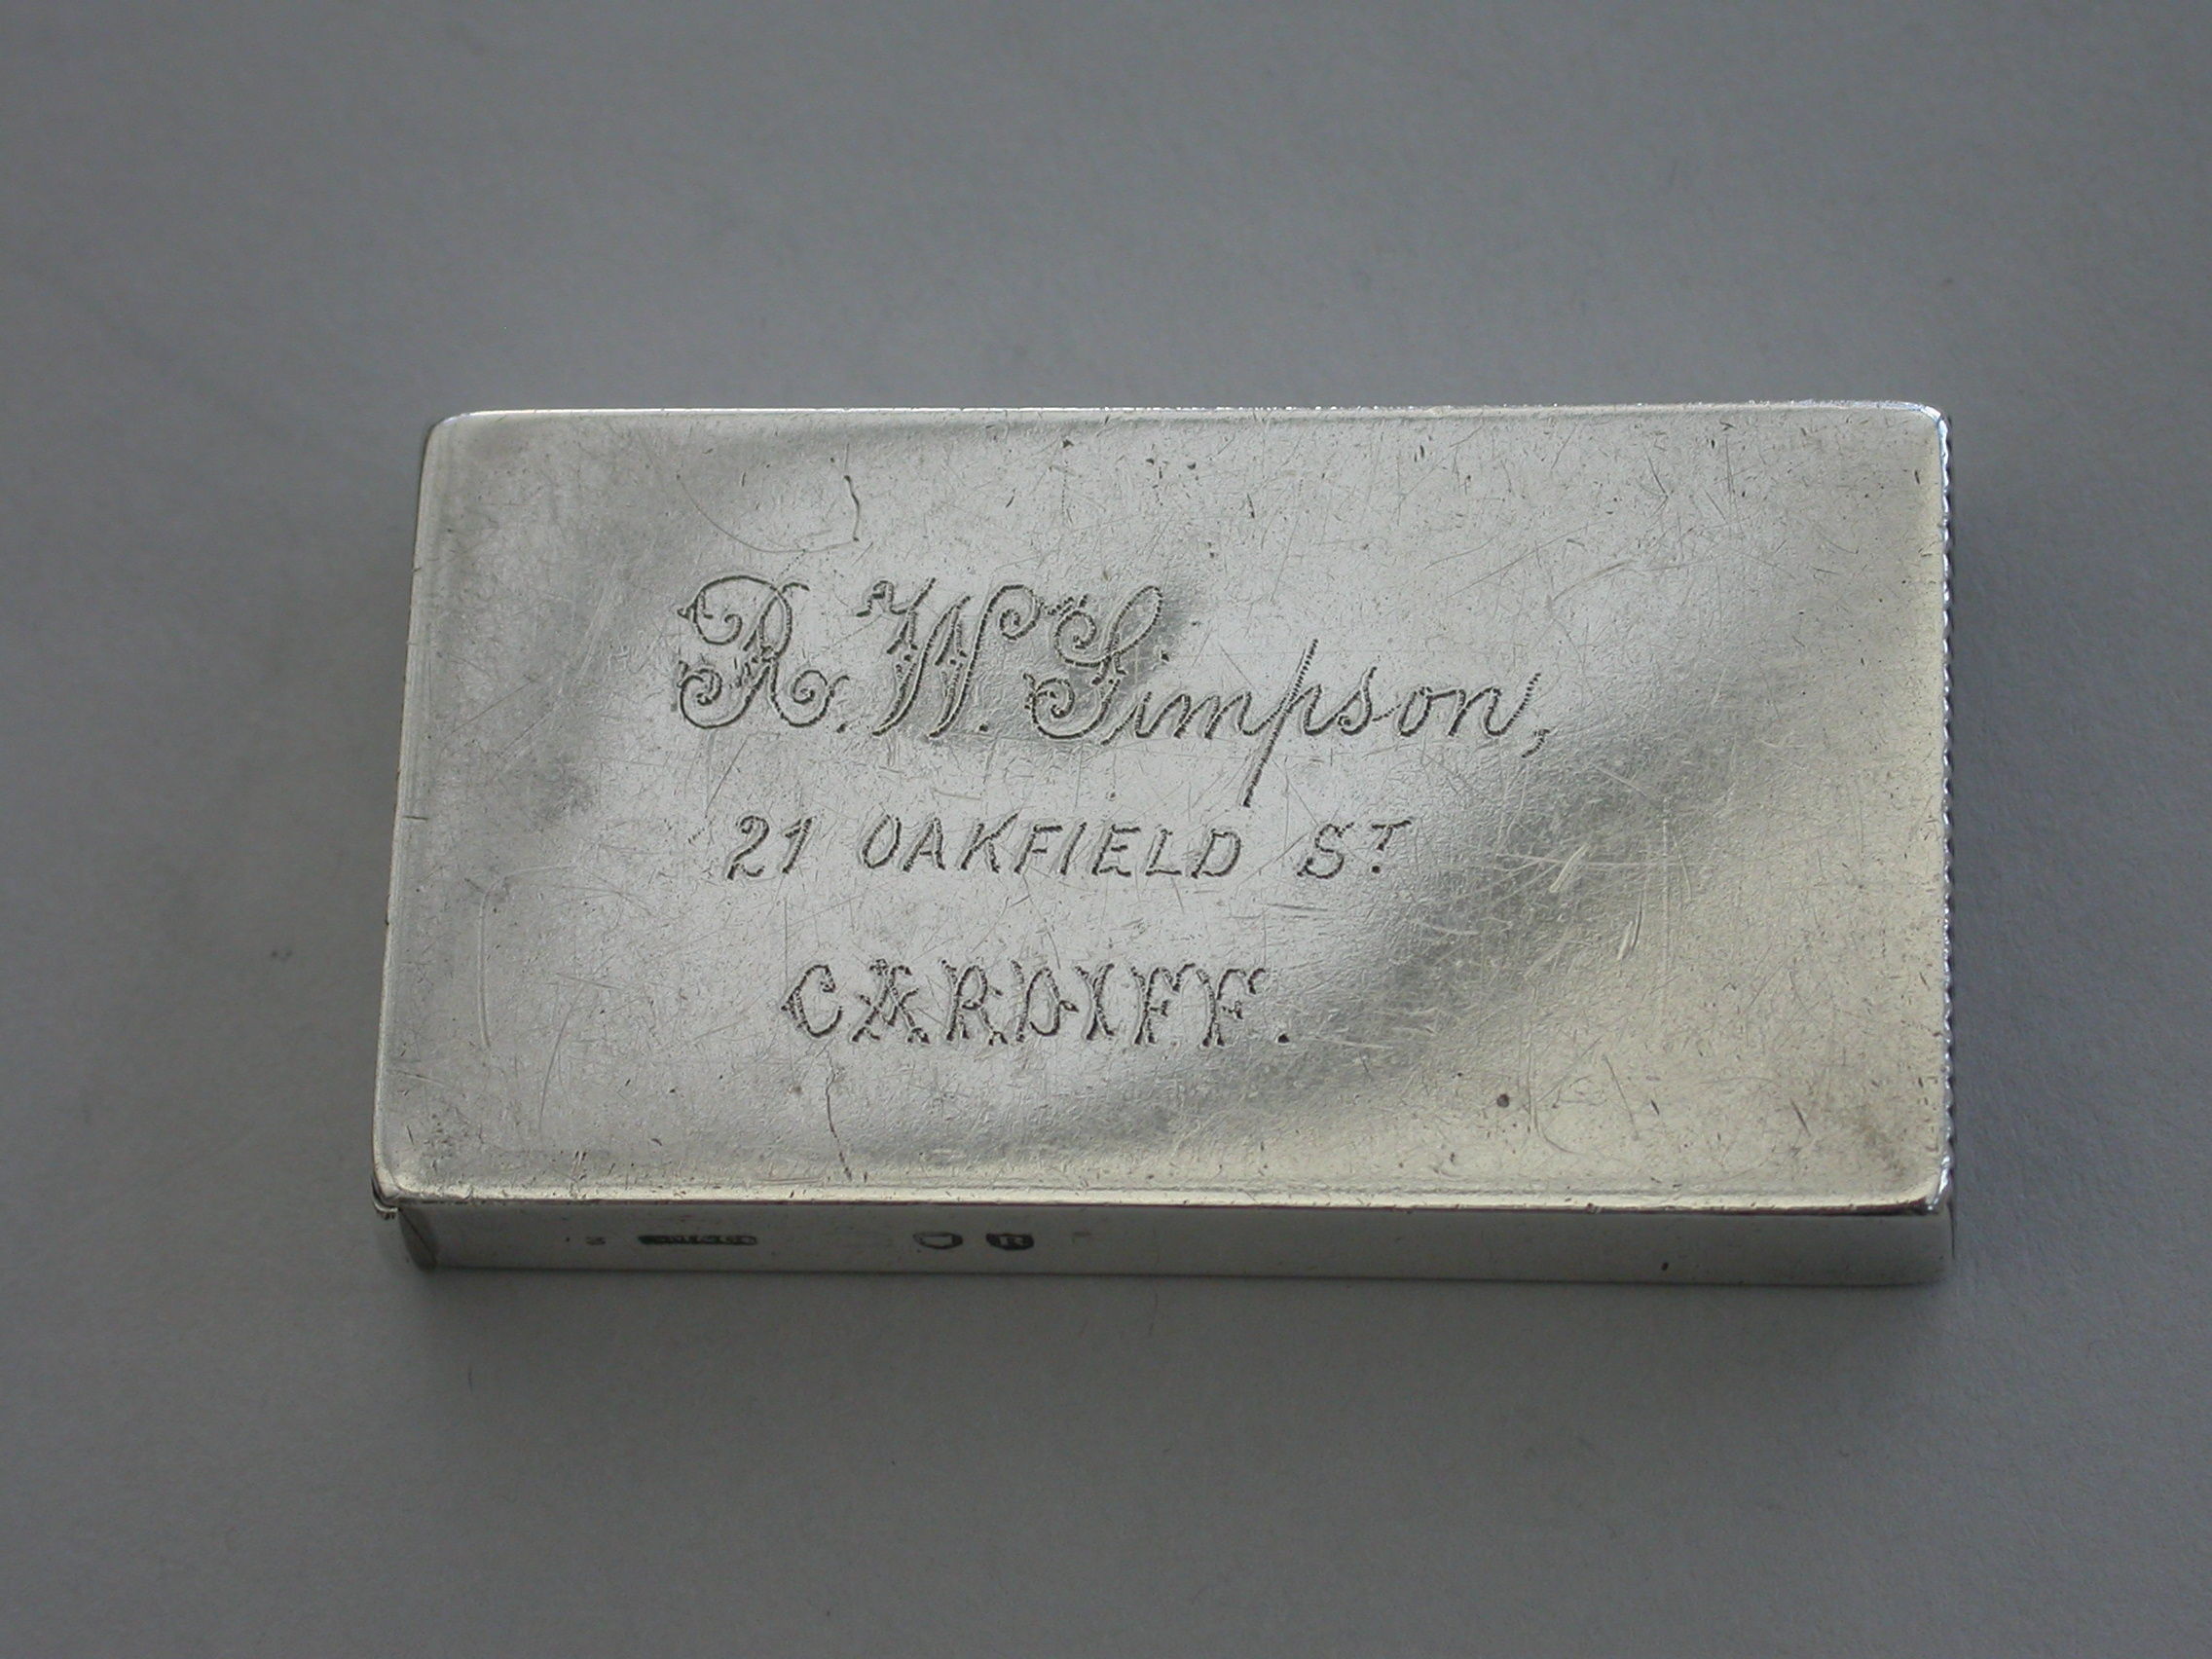 R. W. Simpson,
21 OAKFIELD ST
CARDIFF.